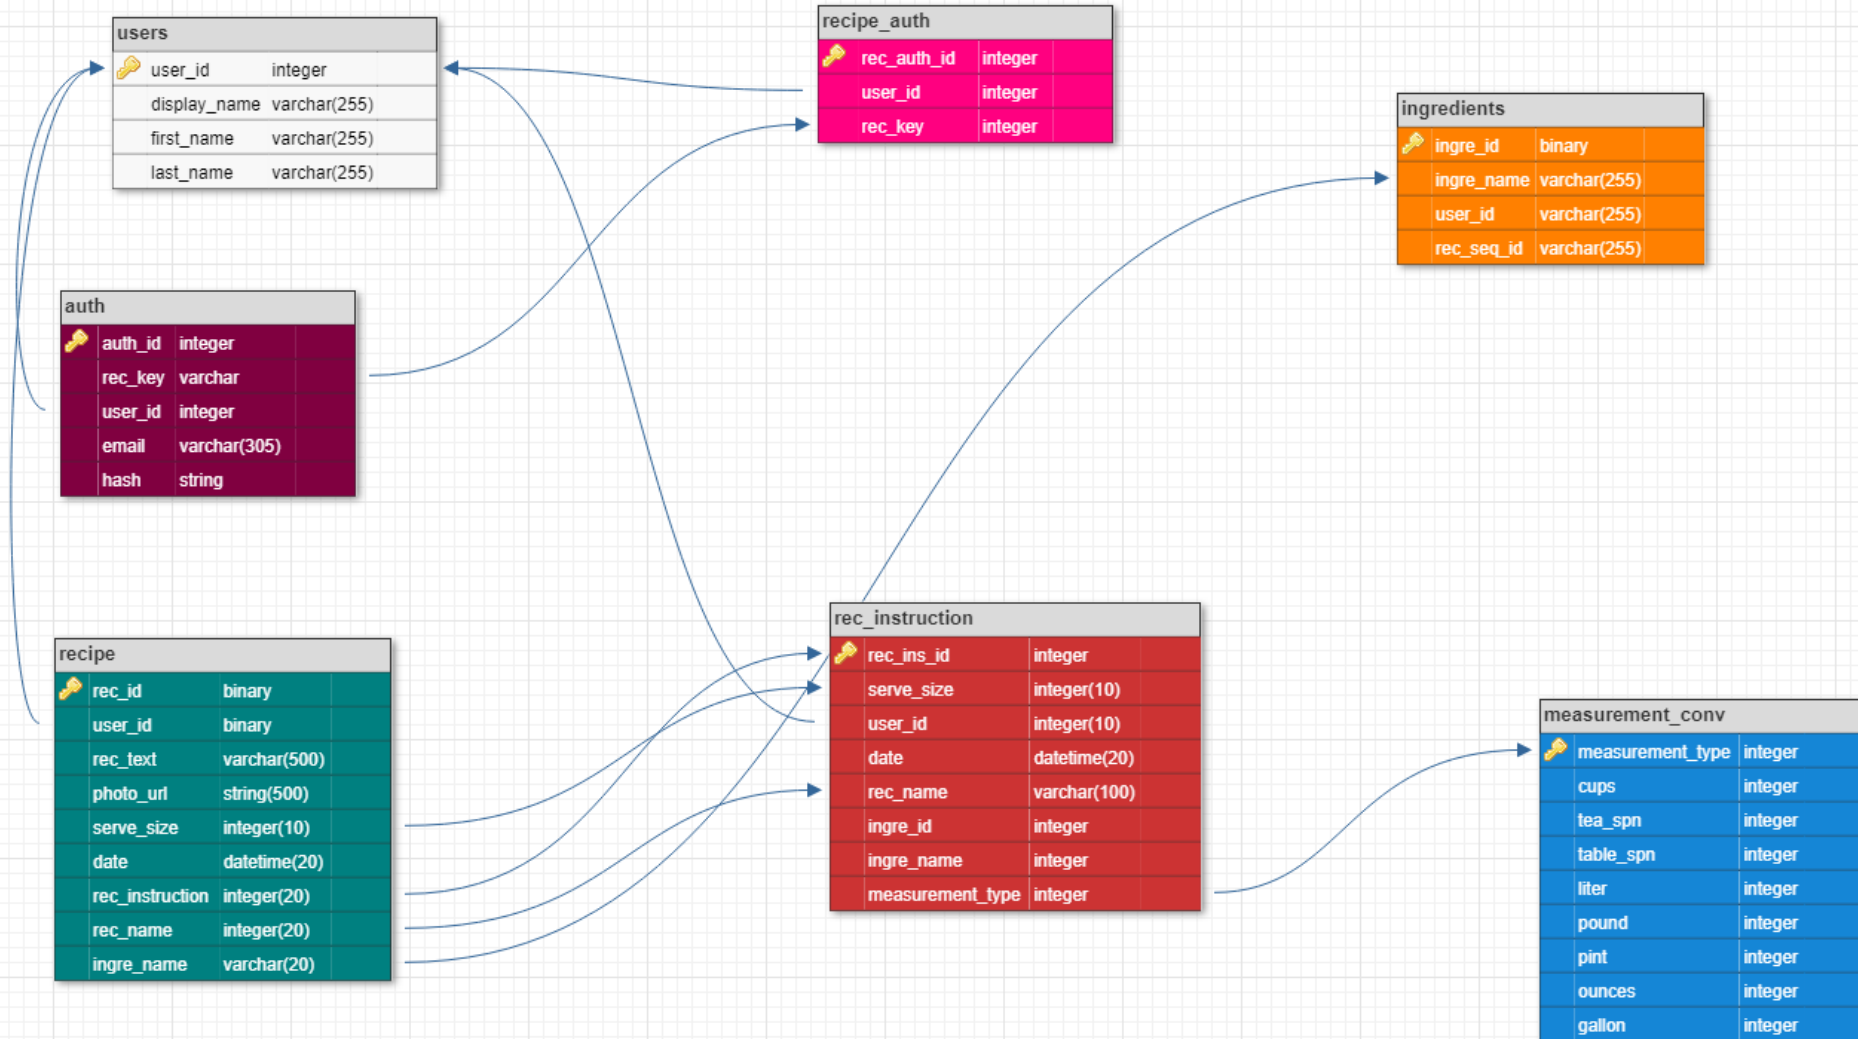 users
user_id integer
display_name varchar(255)
first_name varchar(255)
last_name varchar(255)
recipe_auth
rec_auth_id integer
user_id integer
rec_key integer
ingredients
ingre_id binary
ingre_name varchar(255)
user_id varchar(255)
rec_seq_id varchar(255)
auth
auth_id integer
rec_key varchar
user_id integer
email varchar(305)
hash string
recipe
rec_id binary
user_id binary
rec_text varchar(500)
photo_url string(500)
serve_size integer(10)
date datetime(20)
rec_instruction integer(20)
rec_name integer(20)
ingre_name varchar(20)
rec_instruction
rec_ins_id integer
serve_size integer(10)
user_id integer(10)
date datetime(20)
rec_name varchar(100)
ingre_id integer
ingre_name integer
measurement_type integer
measurement_conv
measurement_type integer
cups integer
tea_spn integer
table_spn integer
liter integer
pound integer
pint integer
ounces integer
gallon integer